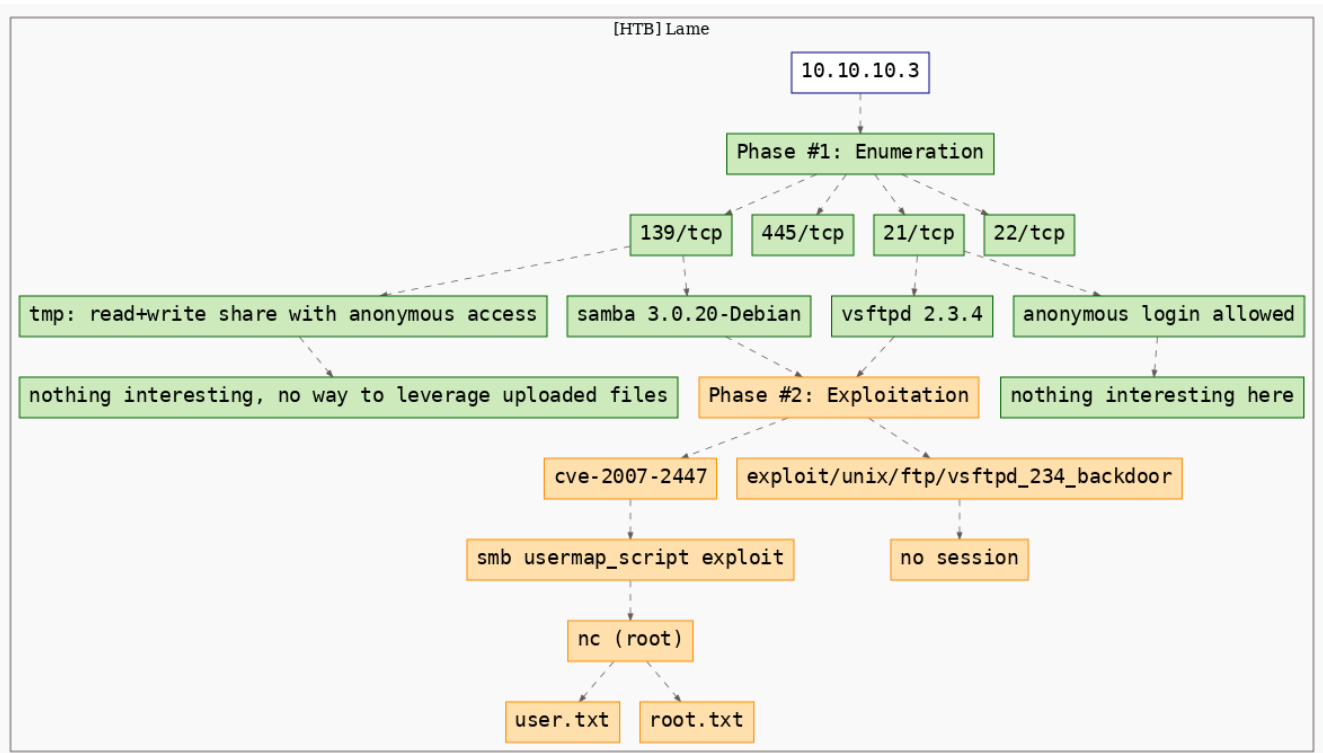 [HTB] Lame
10.10.10.3
Phase #1: Enumeration
139/tcp
445/tcp
21/tcp
22/tcp
tmp: read+write share with anonymous access
samba 3.0.20-Debian
vsftpd 2.3.4
anonymous login allowed
nothing interesting, no way to leverage uploaded files
Phase #2: Exploitation
nothing interesting here
cve-2007-2447
exploit/unix/ftp/vsftpd_234_backdoor
smb usermap_script exploit
no session
nc (root)
user.txt
root.txt